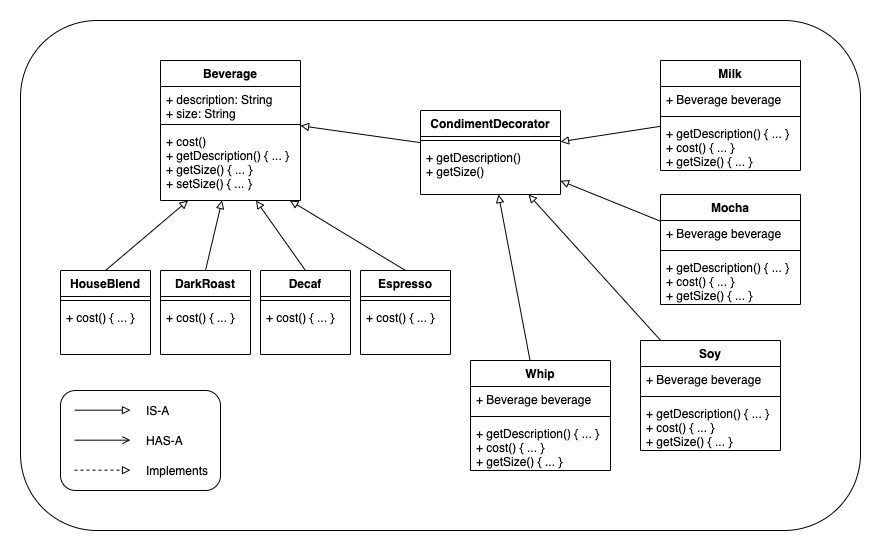 Beverage
+ description: String
+ size: String
+ cost()
+ getDescription() { ... }
+ getSize() { ... }
+ setSize() { ... }
CondimentDecorator
+ getDescription()
+ getSize()
Milk
+ Beverage beverage
+ getDescription() { ... }
+ cost() { ... }
+ getSize() { ... }
Mocha
+ Beverage beverage
+ getDescription() { ... }
+ cost() { ... }
+ getSize() { ... }
HouseBlend
+ cost() { ... }
DarkRoast
+ cost() { ... }
Decaf
+ cost() { ... }
Espresso
+ cost() { ... }
Whip
+ Beverage beverage
+ getDescription() { ... }
+ cost() { ... }
+ getSize() { ... }
Soy
+ Beverage beverage
+ getDescription() { ... }
+ cost() { ... }
+ getSize() { ... }
IS-A
HAS-A
Implements